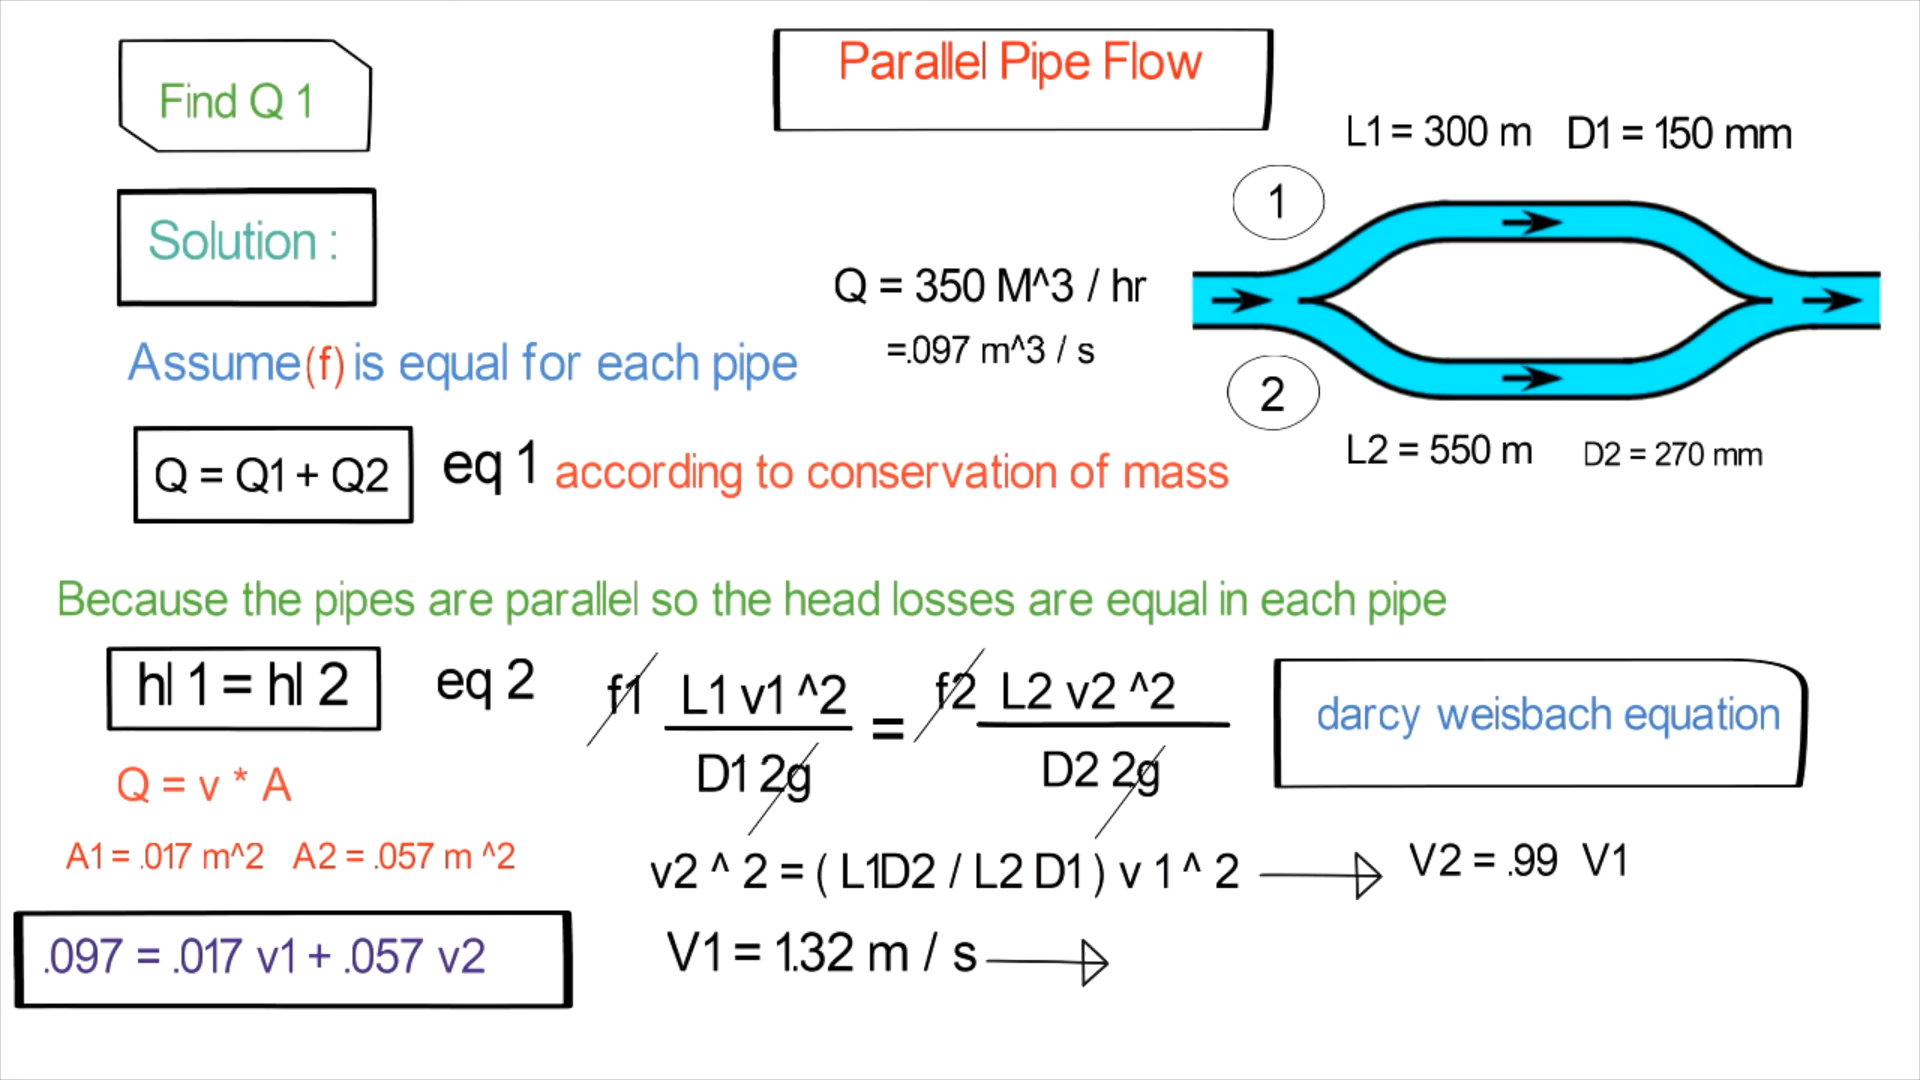 Parallel Pipe Flow
Find Q 1
L1 = 300 m D1 = 150 mm
1
Solution :
Q = 350 M^3 / hr
=.097 m^3 / s
Assume(f) is equal for each pipe
2
L2 = 550 m D2 = 270 mm
Q = Q1 + Q2 eq 1 according to conservation of mass
Because the pipes are parallel so the head losses are equal in each pipe
hl 1 = hl 2 eq 2
f1 L1 v1 ^2 = f2 L2 v2 ^2
D1 2g D2 2g
darcy weisbach equation
Q = v * A
A1 = .017 m^2 A2 = .057 m ^2
v2 ^ 2 = ( L1D2 / L2 D1 ) v 1 ^ 2 V2 = .99 V1
.097 = .017 v1 + .057 v2
V1 = 1.32 m / s